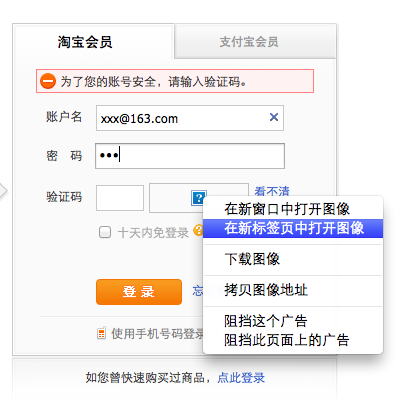 淘宝会员
支付宝会员
为了您的账号安全，请输入验证码。
账户名
xxx@163.com
密 码
•••
验证码
看不清
在新窗口中打开图像
在新标签页中打开图像
下载图像
拷贝图像地址
阻挡这个广告
阻挡此页面上的广告
十天内免登录
登 录
使用手机号码登录
如您曾快速购买过商品，点此登录